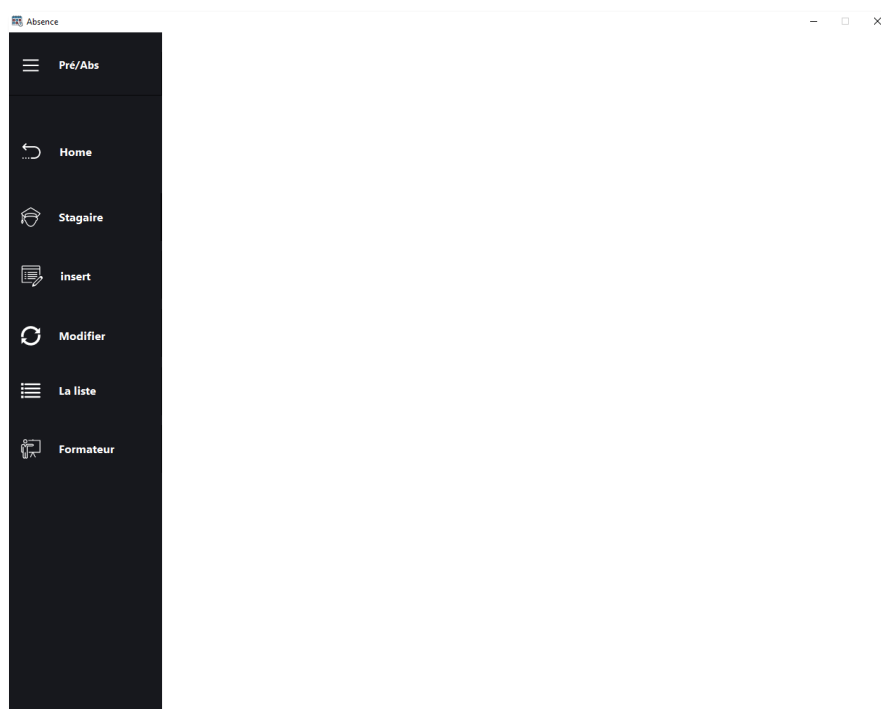 Absence
Pré/Abs
Home
Stagaire
insert
Modifier
La liste
Formateur